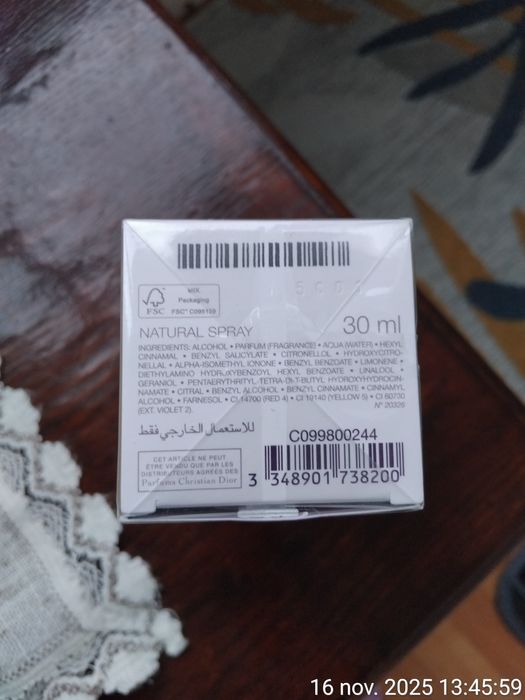 5C02
MIX
Packaging
FSC
FSC® C095199
NATURAL SPRAY
30 ml
INGREDIENTS: ALCOHOL • PARFUM (FRAGRANCE) • AQUA (WATER) • HEXYL
CINNAMAL • BENZYL SALICYLATE • CITRONELLOL • HYDROXYCITRO-
NELLAL • ALPHA-ISOMETHYL IONONE • BENZYL BENZOATE • LIMONENE •
DIETHYLAMINO HYDROXYBENZOYL HEXYL BENZOATE • LINALOOL •
GERANIOL • PENTAERYTHRITYL TETRA-DI-T-BUTYL HYDROXYHYDROCIN-
NAMATE • CITRAL • BENZYL ALCOHOL • BENZYL CINNAMATE • CINNAMYL
ALCOHOL • FARNESOL • CI 14700 (RED 4) • CI 19140 (YELLOW 5) • CI 60730
(EXT. VIOLET 2).
N° 20326
للاستعمال الخارجي فقط
C099800244
CET ARTICLE NE PEUT
ÊTRE VENDU QUE PAR LES
DISTRIBUTEURS AGRÉÉS DES
Parfums Christian Dior
3 348901 738200
16 nov. 2025 13:45:59